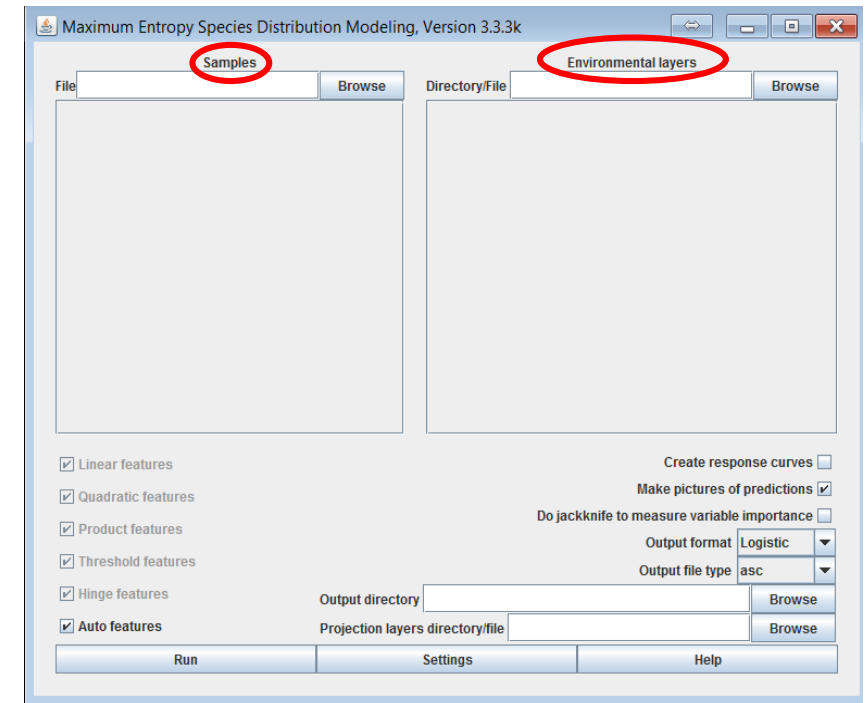 Maximum Entropy Species Distribution Modeling, Version 3.3.3k
Samples
File Browse
Environmental layers
Directory/File Browse
Linear features
Quadratic features
Product features
Threshold features
Hinge features
Auto features
Create response curves
Make pictures of predictions
Do jackknife to measure variable importance
Output format Logistic
Output file type asc
Output directory Browse
Projection layers directory/file Browse
Run Settings Help